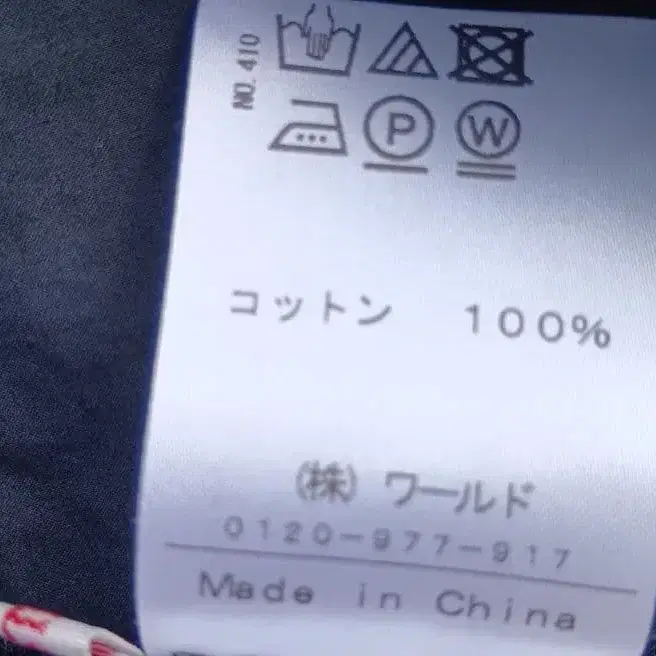 NO. 410
P W
コットン 100%
(株) ワールド
0120-977-917
Made in China